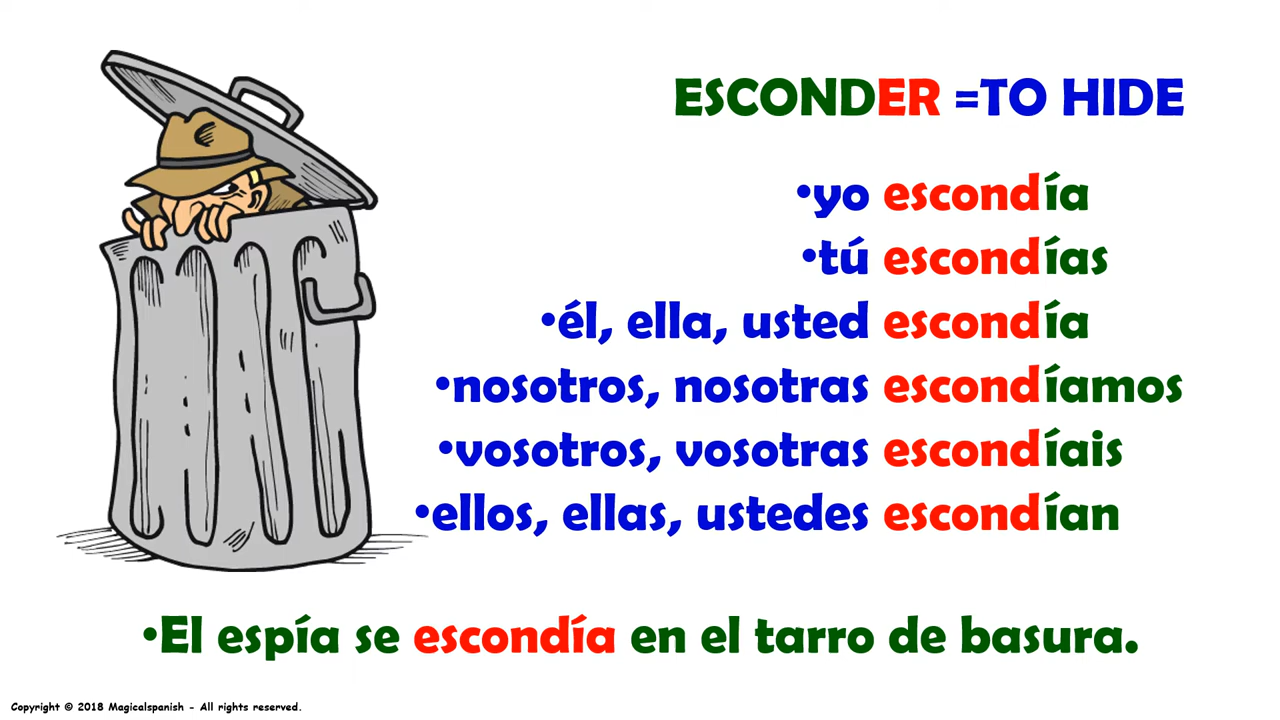 ESCONDER =TO HIDE
•yo escondía
•tú escondías
•él, ella, usted escondía
•nosotros, nosotras escondíamos
•vosotros, vosotras escondíais
•ellos, ellas, ustedes escondían
•El espía se escondía en el tarro de basura.
Copyright © 2018 Magicalspanish - All rights reserved.